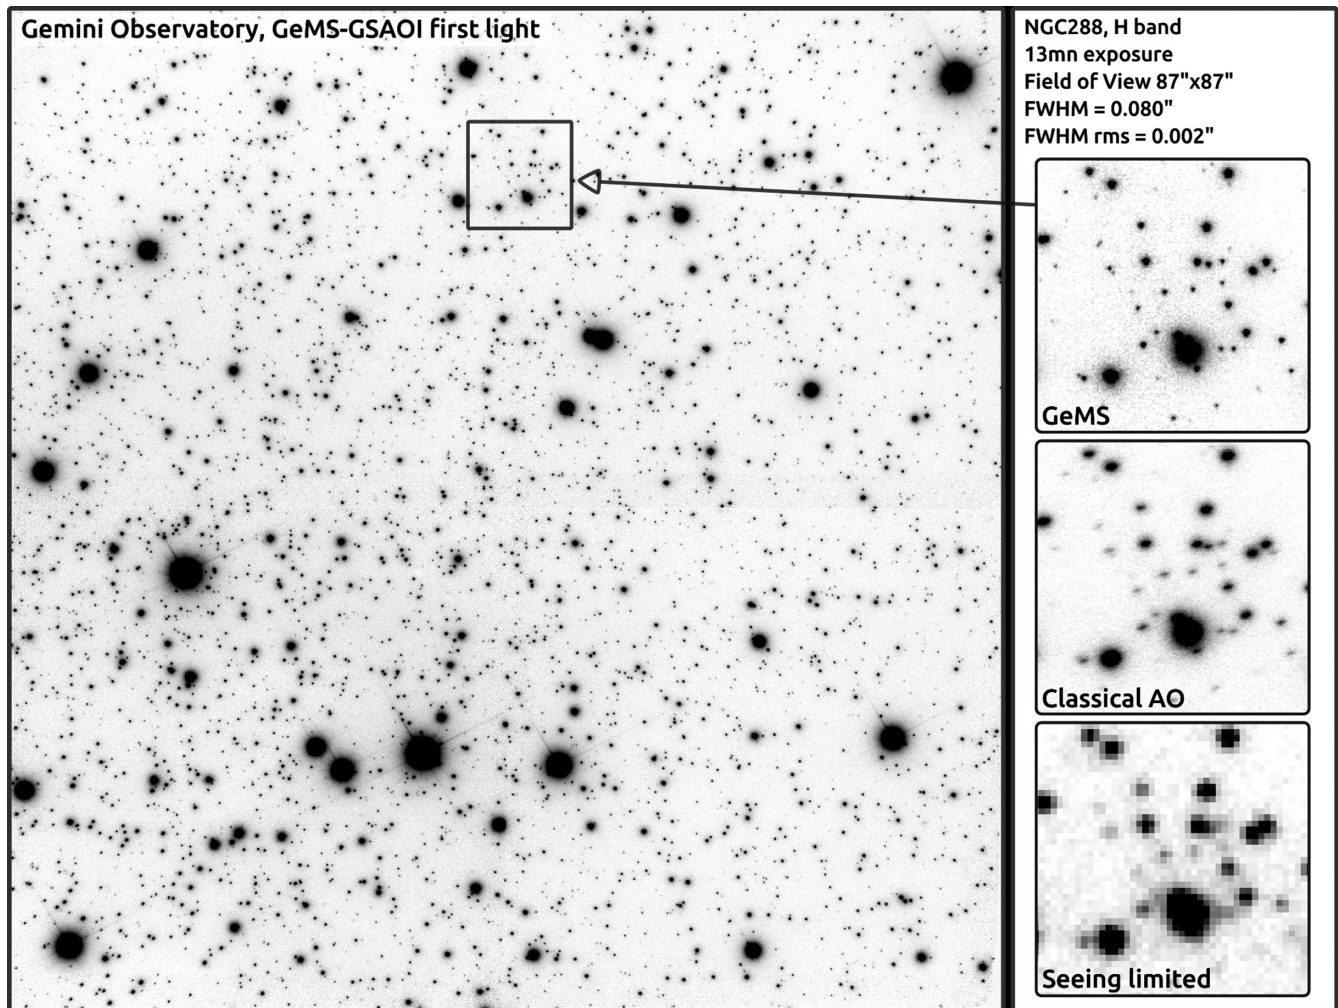 Gemini Observatory, GeMS-GSAOI first light
NGC288, H band
13mn exposure
Field of View 87"x87"
FWHM = 0.080"
FWHM rms = 0.002"
GeMS
Classical AO
Seeing limited